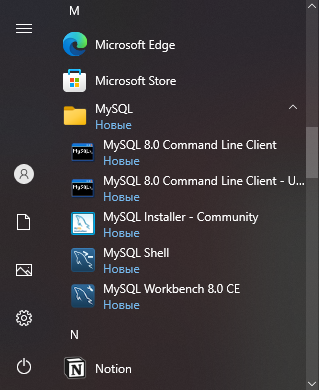 M
Microsoft Edge
Microsoft Store
MySQL
Новые
MySQL 8.0 Command Line Client
Новые
MySQL 8.0 Command Line Client - U...
Новые
MySQL Installer - Community
Новые
MySQL Shell
Новые
MySQL Workbench 8.0 CE
Новые
N
Notion